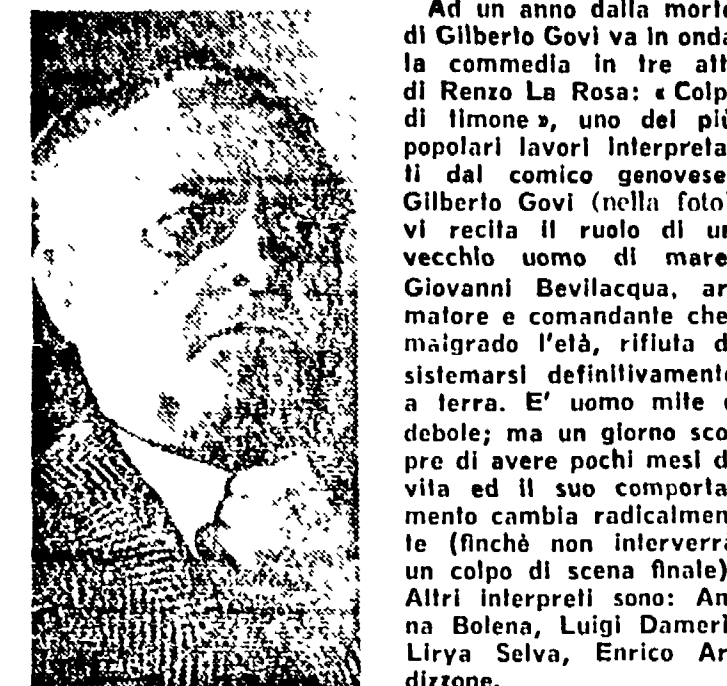 Ad un anno dalla morte
di Gilberto Govi va in onda
la commedia in tre att
di Renzo La Rosa: « Colp
di timone », uno dei più
popolari lavori interpreta
ti dal comico genovese
Gilberto Govi (nella foto)
vi recita il ruolo di un
vecchio uomo di mare
Giovanni Bevilacqua, ar
matore e comandante che
malgrado l'età, rifiuta d
sistemarsi definitivamente
a terra. E' uomo mite e
debole; ma un giorno sco
pre di avere pochi mesi d
vita ed il suo comporta
mento cambia radicalmen
te (finchè non interverrà
un colpo di scena finale)
Altri interpreti sono: An
na Bolena, Luigi Dameri
Lirya Selva, Enrico Ar
dizzone.